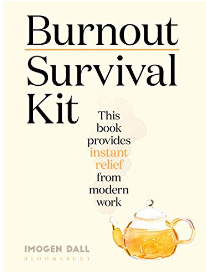 Burnout
Survival
Kit
This
book
provides
instant
relief
from
modern
work
IMOGEN DALL
BLOOMSBURY